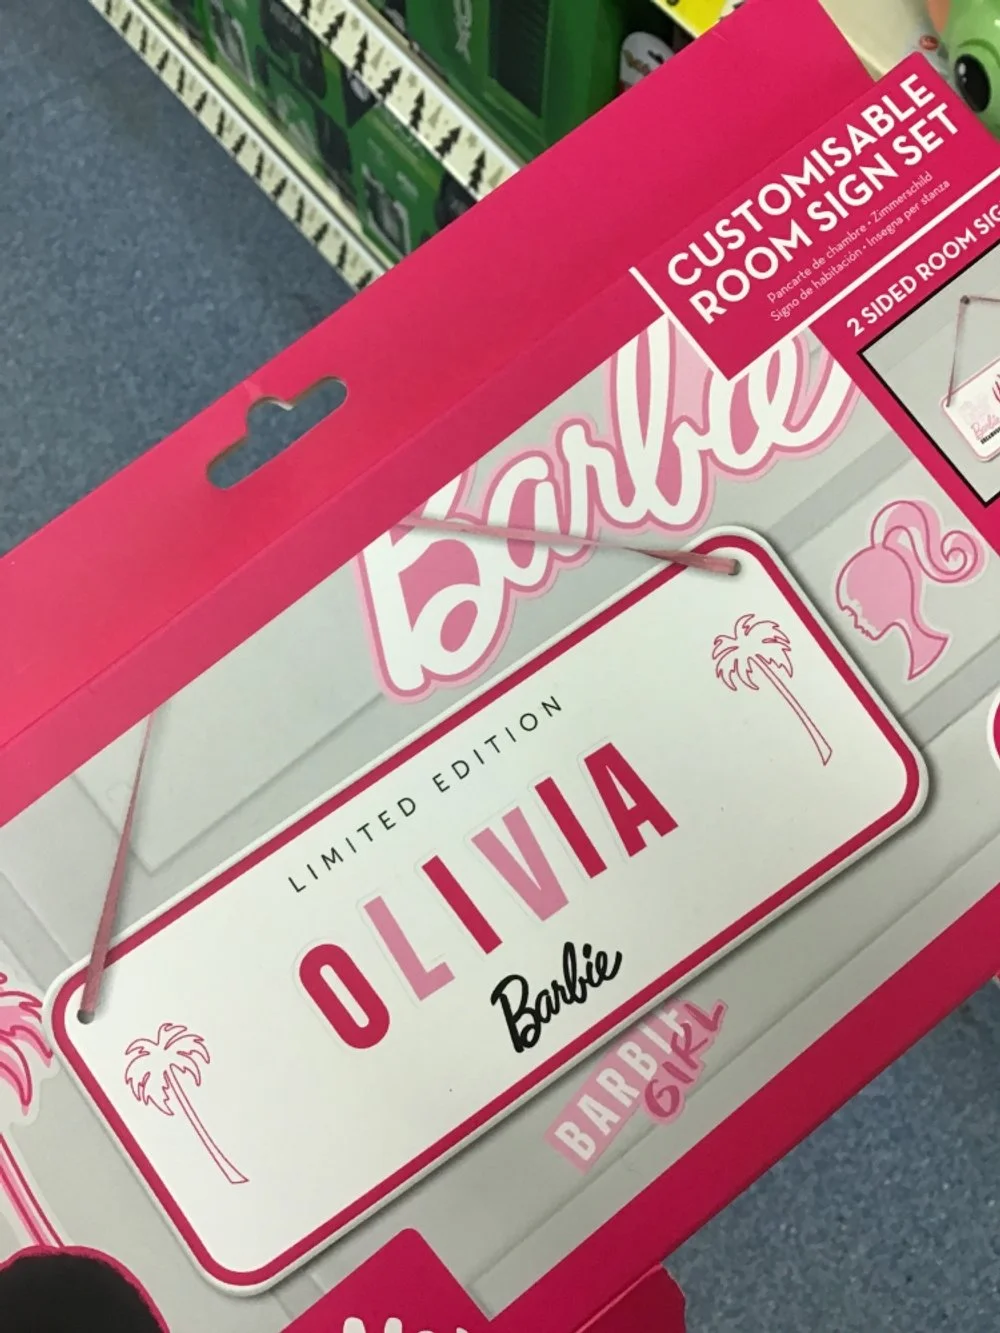 CUSTOMISABLE
ROOM SIGN SET
Pancarte de chambre • Zimmerschild
Signo de habitación • Insegna per stanza
2 SIDED ROOM
Barbie
LIMITED EDITION
OLIVIA
Barbie
BARBIE
GIRL